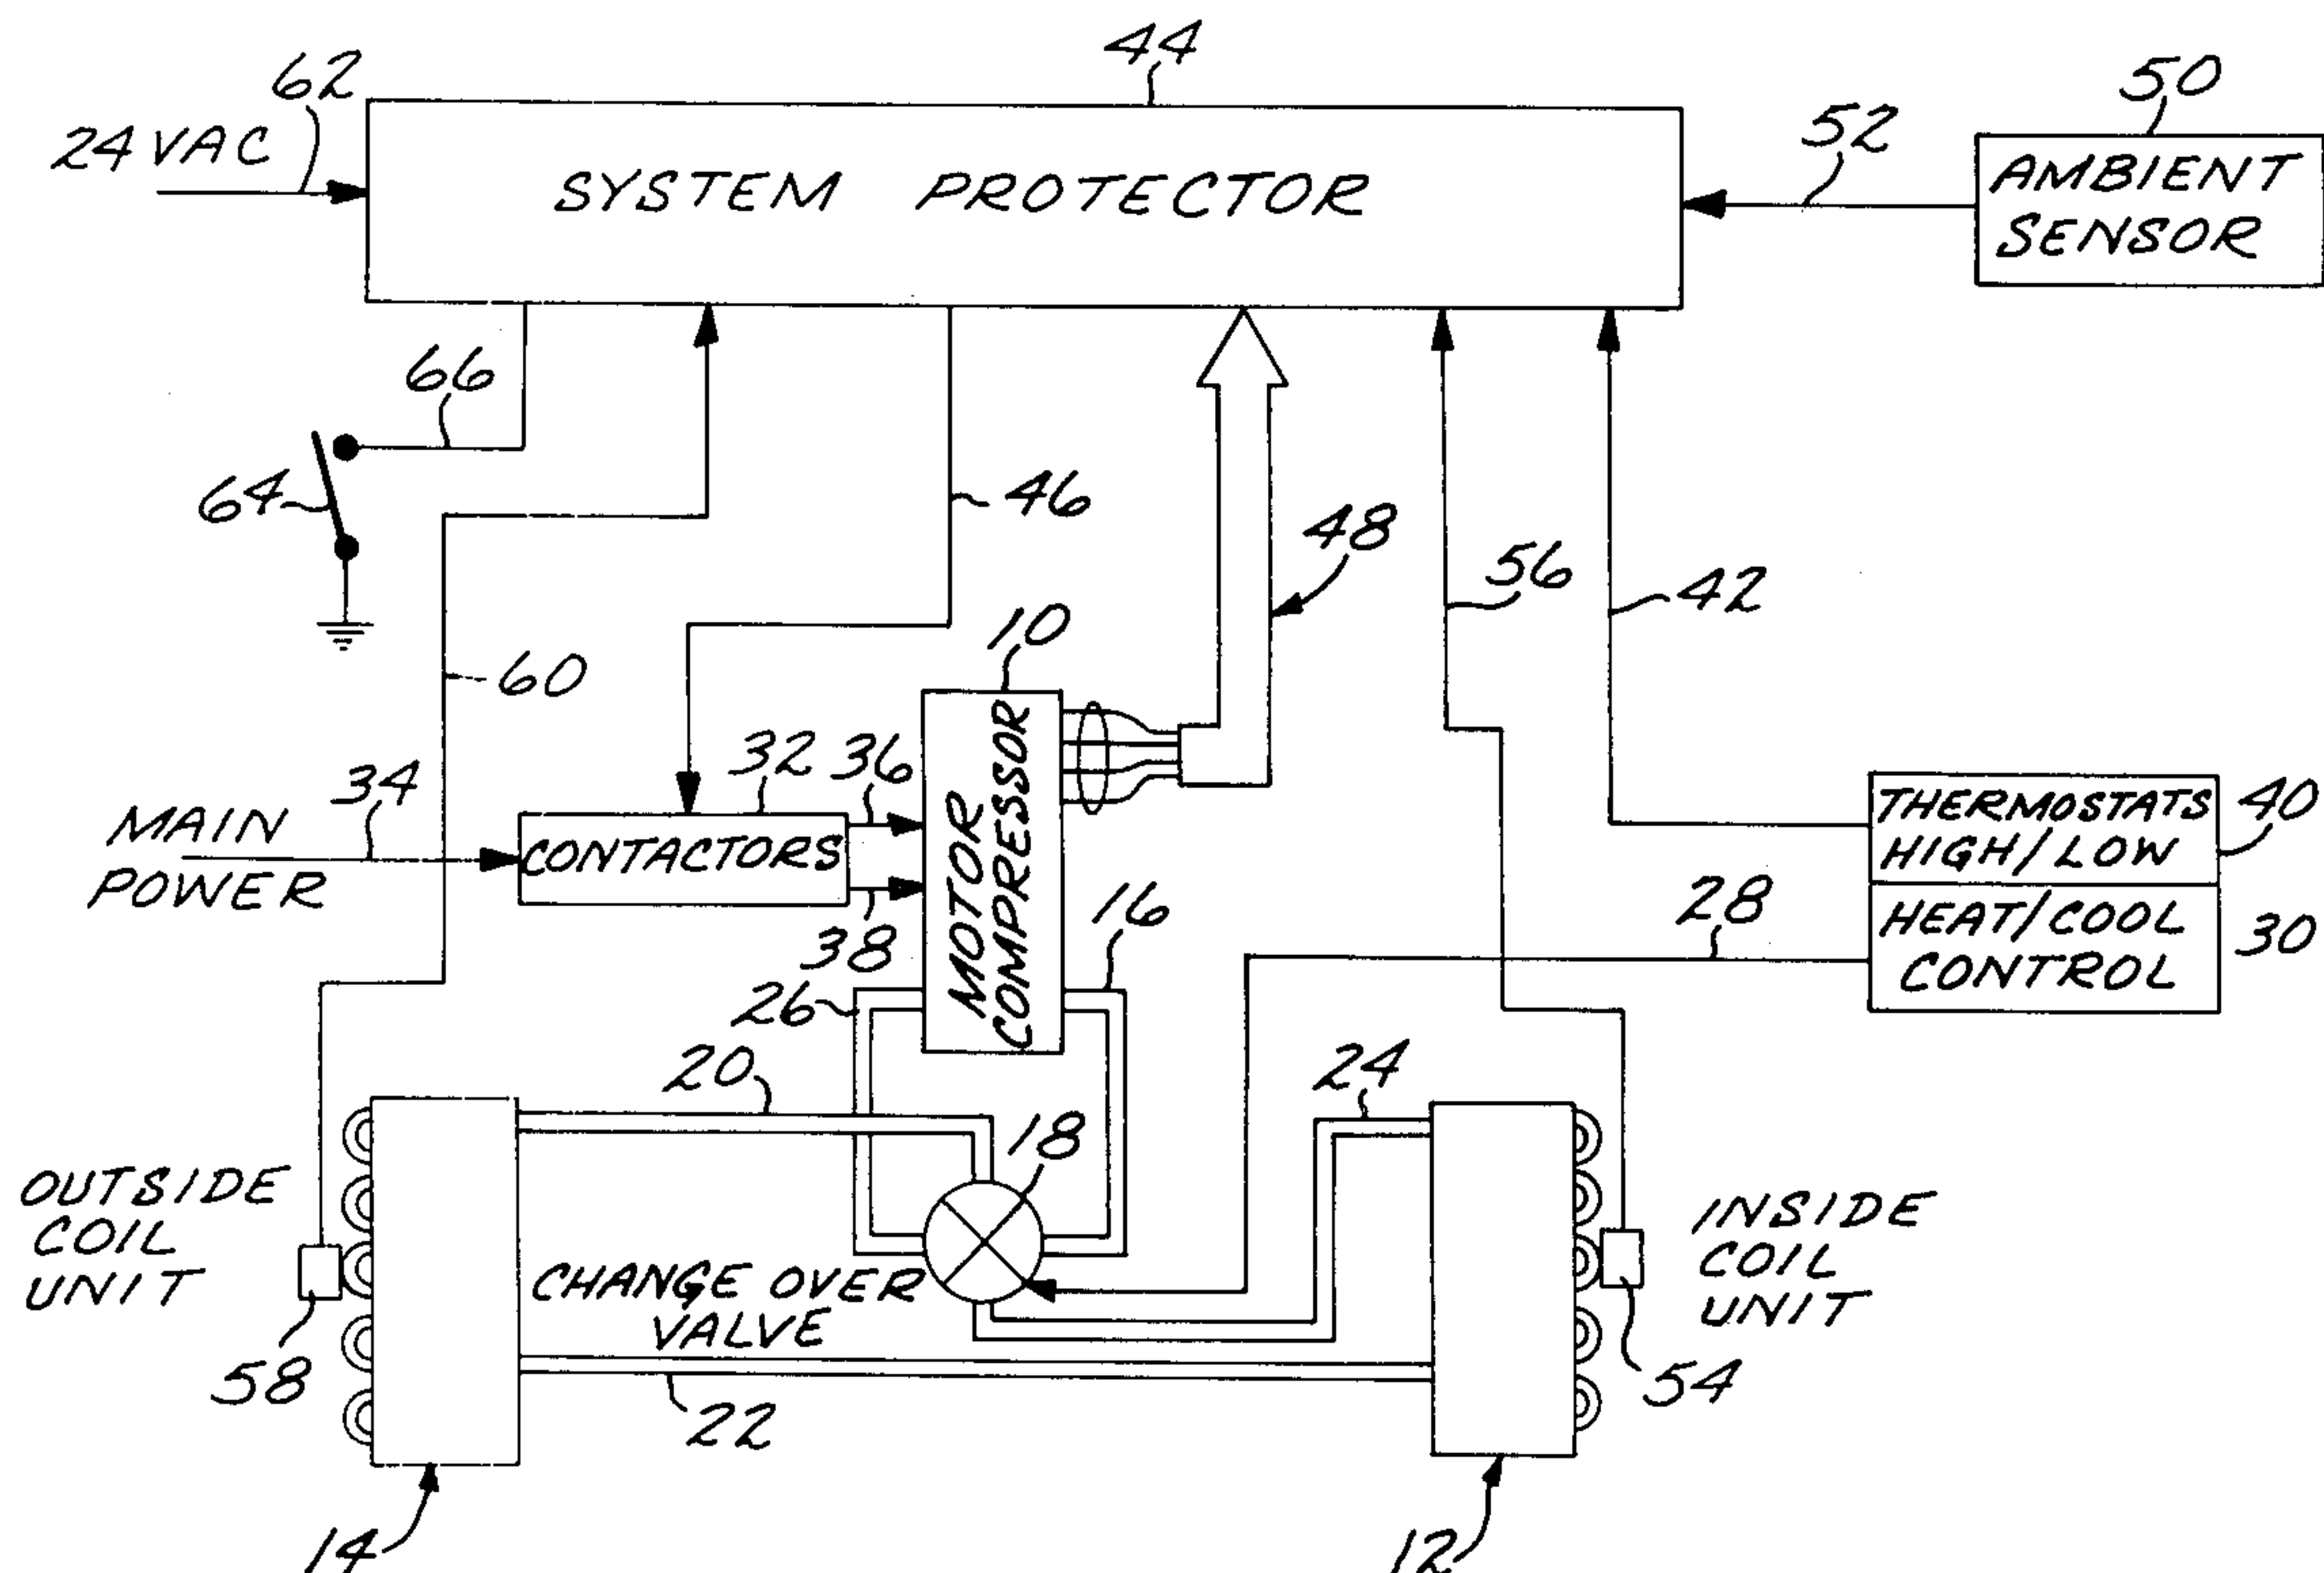 44
62
50
24 VAC
52
SYSTEM PROTECTOR
AMBIENT
SENSOR
66
64
46
48
56
42
10
60
32
36
34
MAIN
POWER
CONTACTORS
38
MOTOR
COMPRESSOR
THERMOSTATS
HIGH/LOW
40
16
28
HEAT/COOL
CONTROL
30
26
20
24
18
OUTSIDE
COIL
UNIT
CHANGE OVER
VALVE
INSIDE
COIL
UNIT
58
22
54
14
12